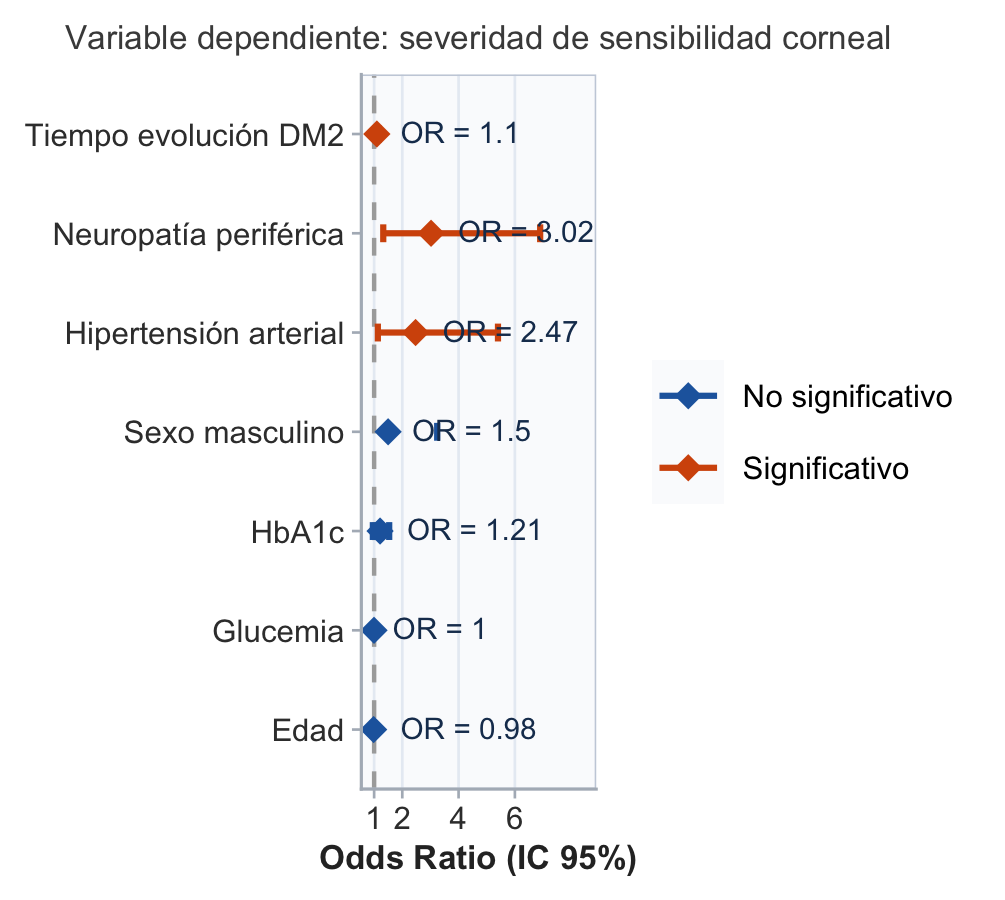 Variable dependiente: severidad de sensibilidad corneal
Tiempo evolución DM2 OR = 1.1
Neuropatía periférica OR = 3.02
Hipertensión arterial OR = 2.47
Sexo masculino OR = 1.5
HbA1c OR = 1.21
Glucemia OR = 1
Edad OR = 0.98
No significativo
Significativo
1 2 4 6
Odds Ratio (IC 95%)